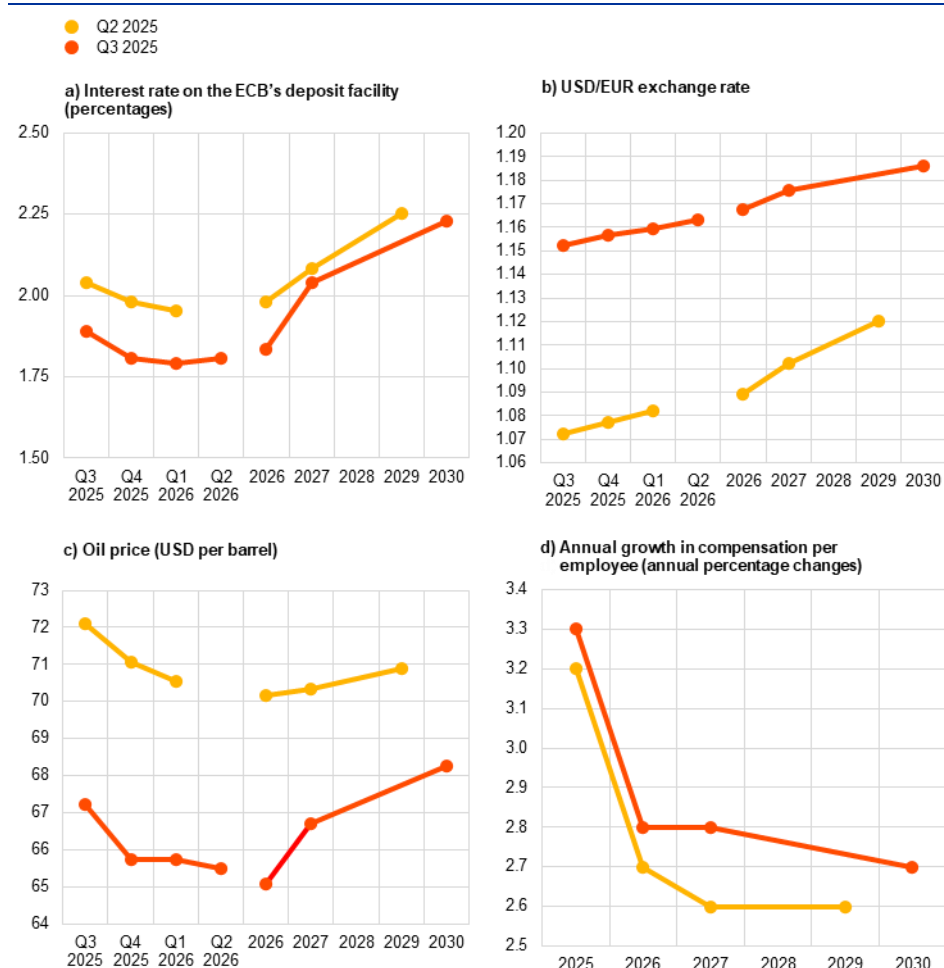 Q2 2025
Q3 2025
a) Interest rate on the ECB's deposit facility
(percentages)
2.50
2.25
2.00
1.75
1.50
Q3 Q4 Q1 Q2 2026 2027 2028 2029 2030
2025 2025 2026 2026
b) USD/EUR exchange rate
1.20
1.19
1.18
1.17
1.16
1.15
1.14
1.13
1.12
1.11
1.10
1.09
1.08
1.07
1.06
Q3 Q4 Q1 Q2 2026 2027 2028 2029 2030
2025 2025 2026 2026
c) Oil price (USD per barrel)
73
72
71
70
69
68
67
66
65
64
Q3 Q4 Q1 Q2 2026 2027 2028 2029 2030
2025 2025 2026 2026
d) Annual growth in compensation per
employee (annual percentage changes)
3.4
3.3
3.2
3.1
3.0
2.9
2.8
2.7
2.6
2.5
2025 2026 2027 2028 2029 2030